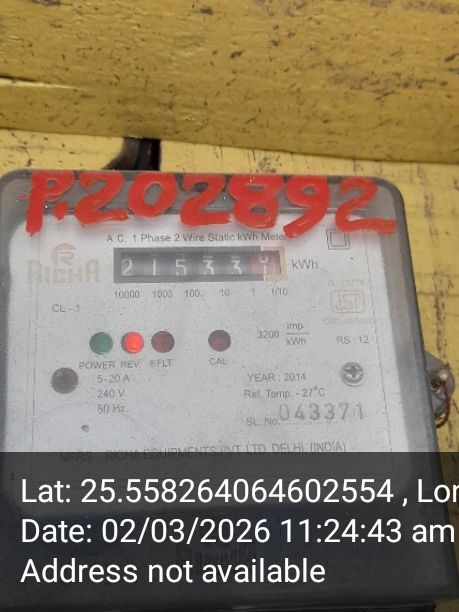 P.202892
A.C. 1 Phase 2 Wire Static kWh Meter
RICHA
21533 kWh
10000 1000 100 10 1 1/10
CL - 1
3200 imp/kWh
RS : 12
POWER REV EFLT CAL
5-20 A
240 V
50 Hz
YEAR : 2014
Ref. Temp. - 27°C
SL. No. 043371
MFRS. RICHA EQUIPMENTS PVT. LTD. DELHI, (INDIA)
Lat: 25.558264064602554 , Lon
Date: 02/03/2026 11:24:43 am
Address not available